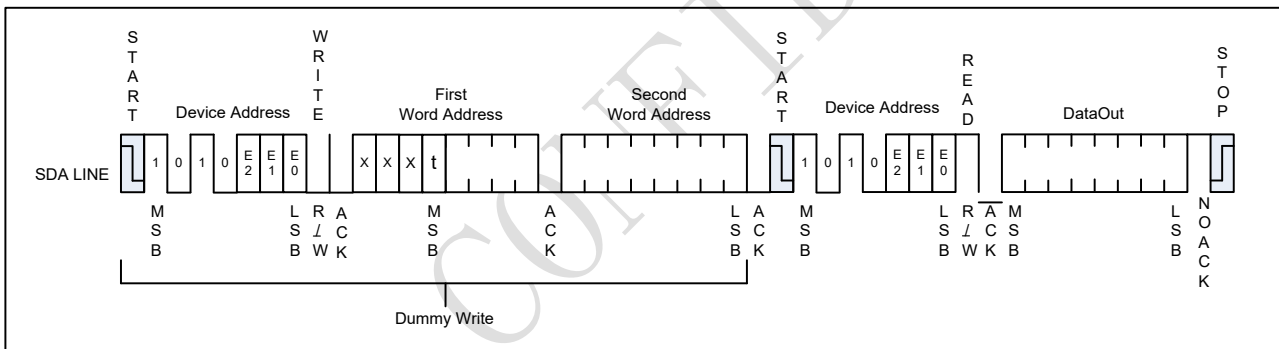 START
WRITE
START
READ
STOP
Device Address
First
Word Address
Second
Word Address
Device Address
DataOut
SDA LINE
1 0 1 0 E2 E1 E0 X X X t 1 0 1 0 E2 E1 E0
MSB
LSB
R/W
ACK
MSB
ACK
LSB
ACK
MSB
LSB
R/W
ACK
MSB
LSB
NOACK
Dummy Write